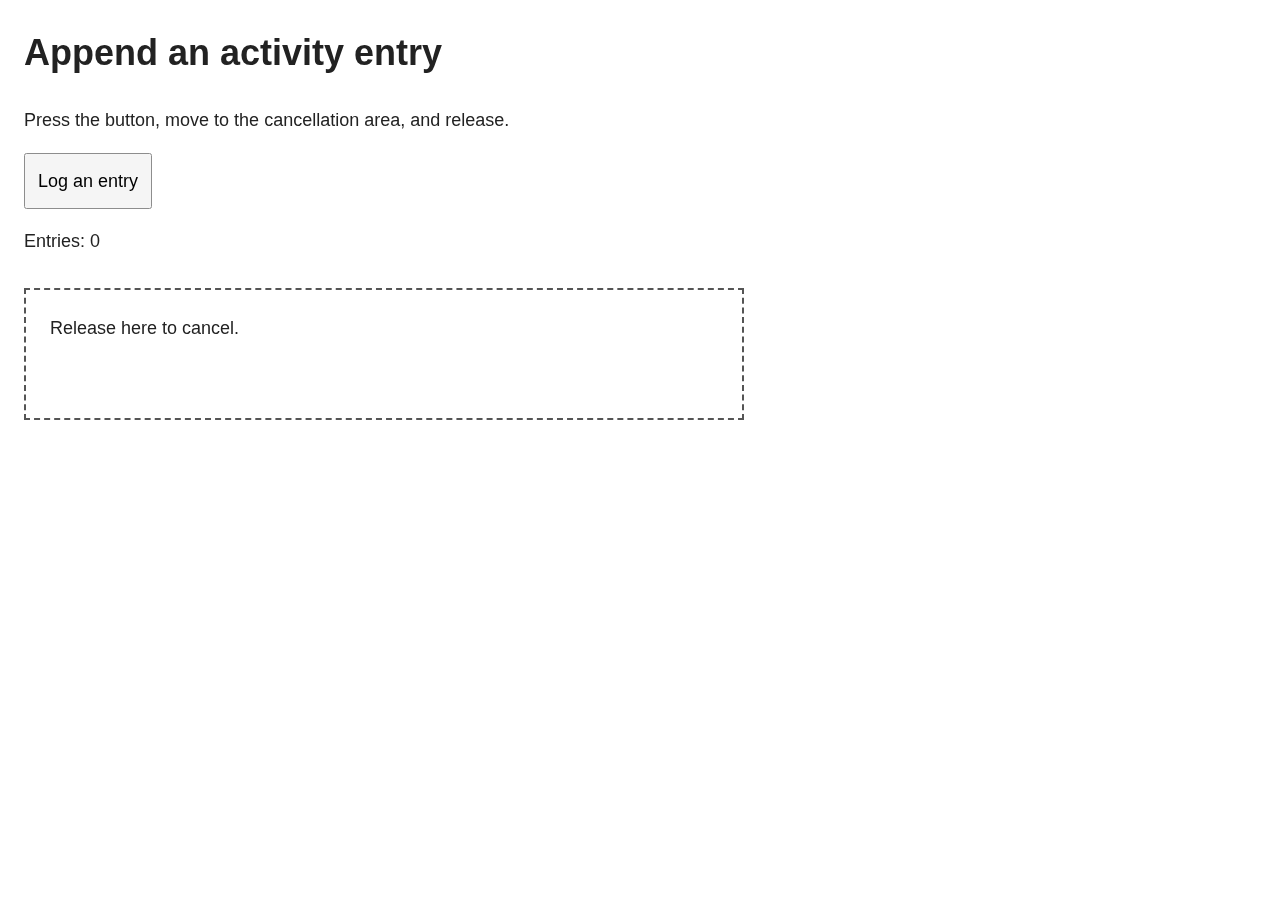 Append an activity entry
Press the button, move to the cancellation area, and release.
Log an entry
Entries: 0
Release here to cancel.